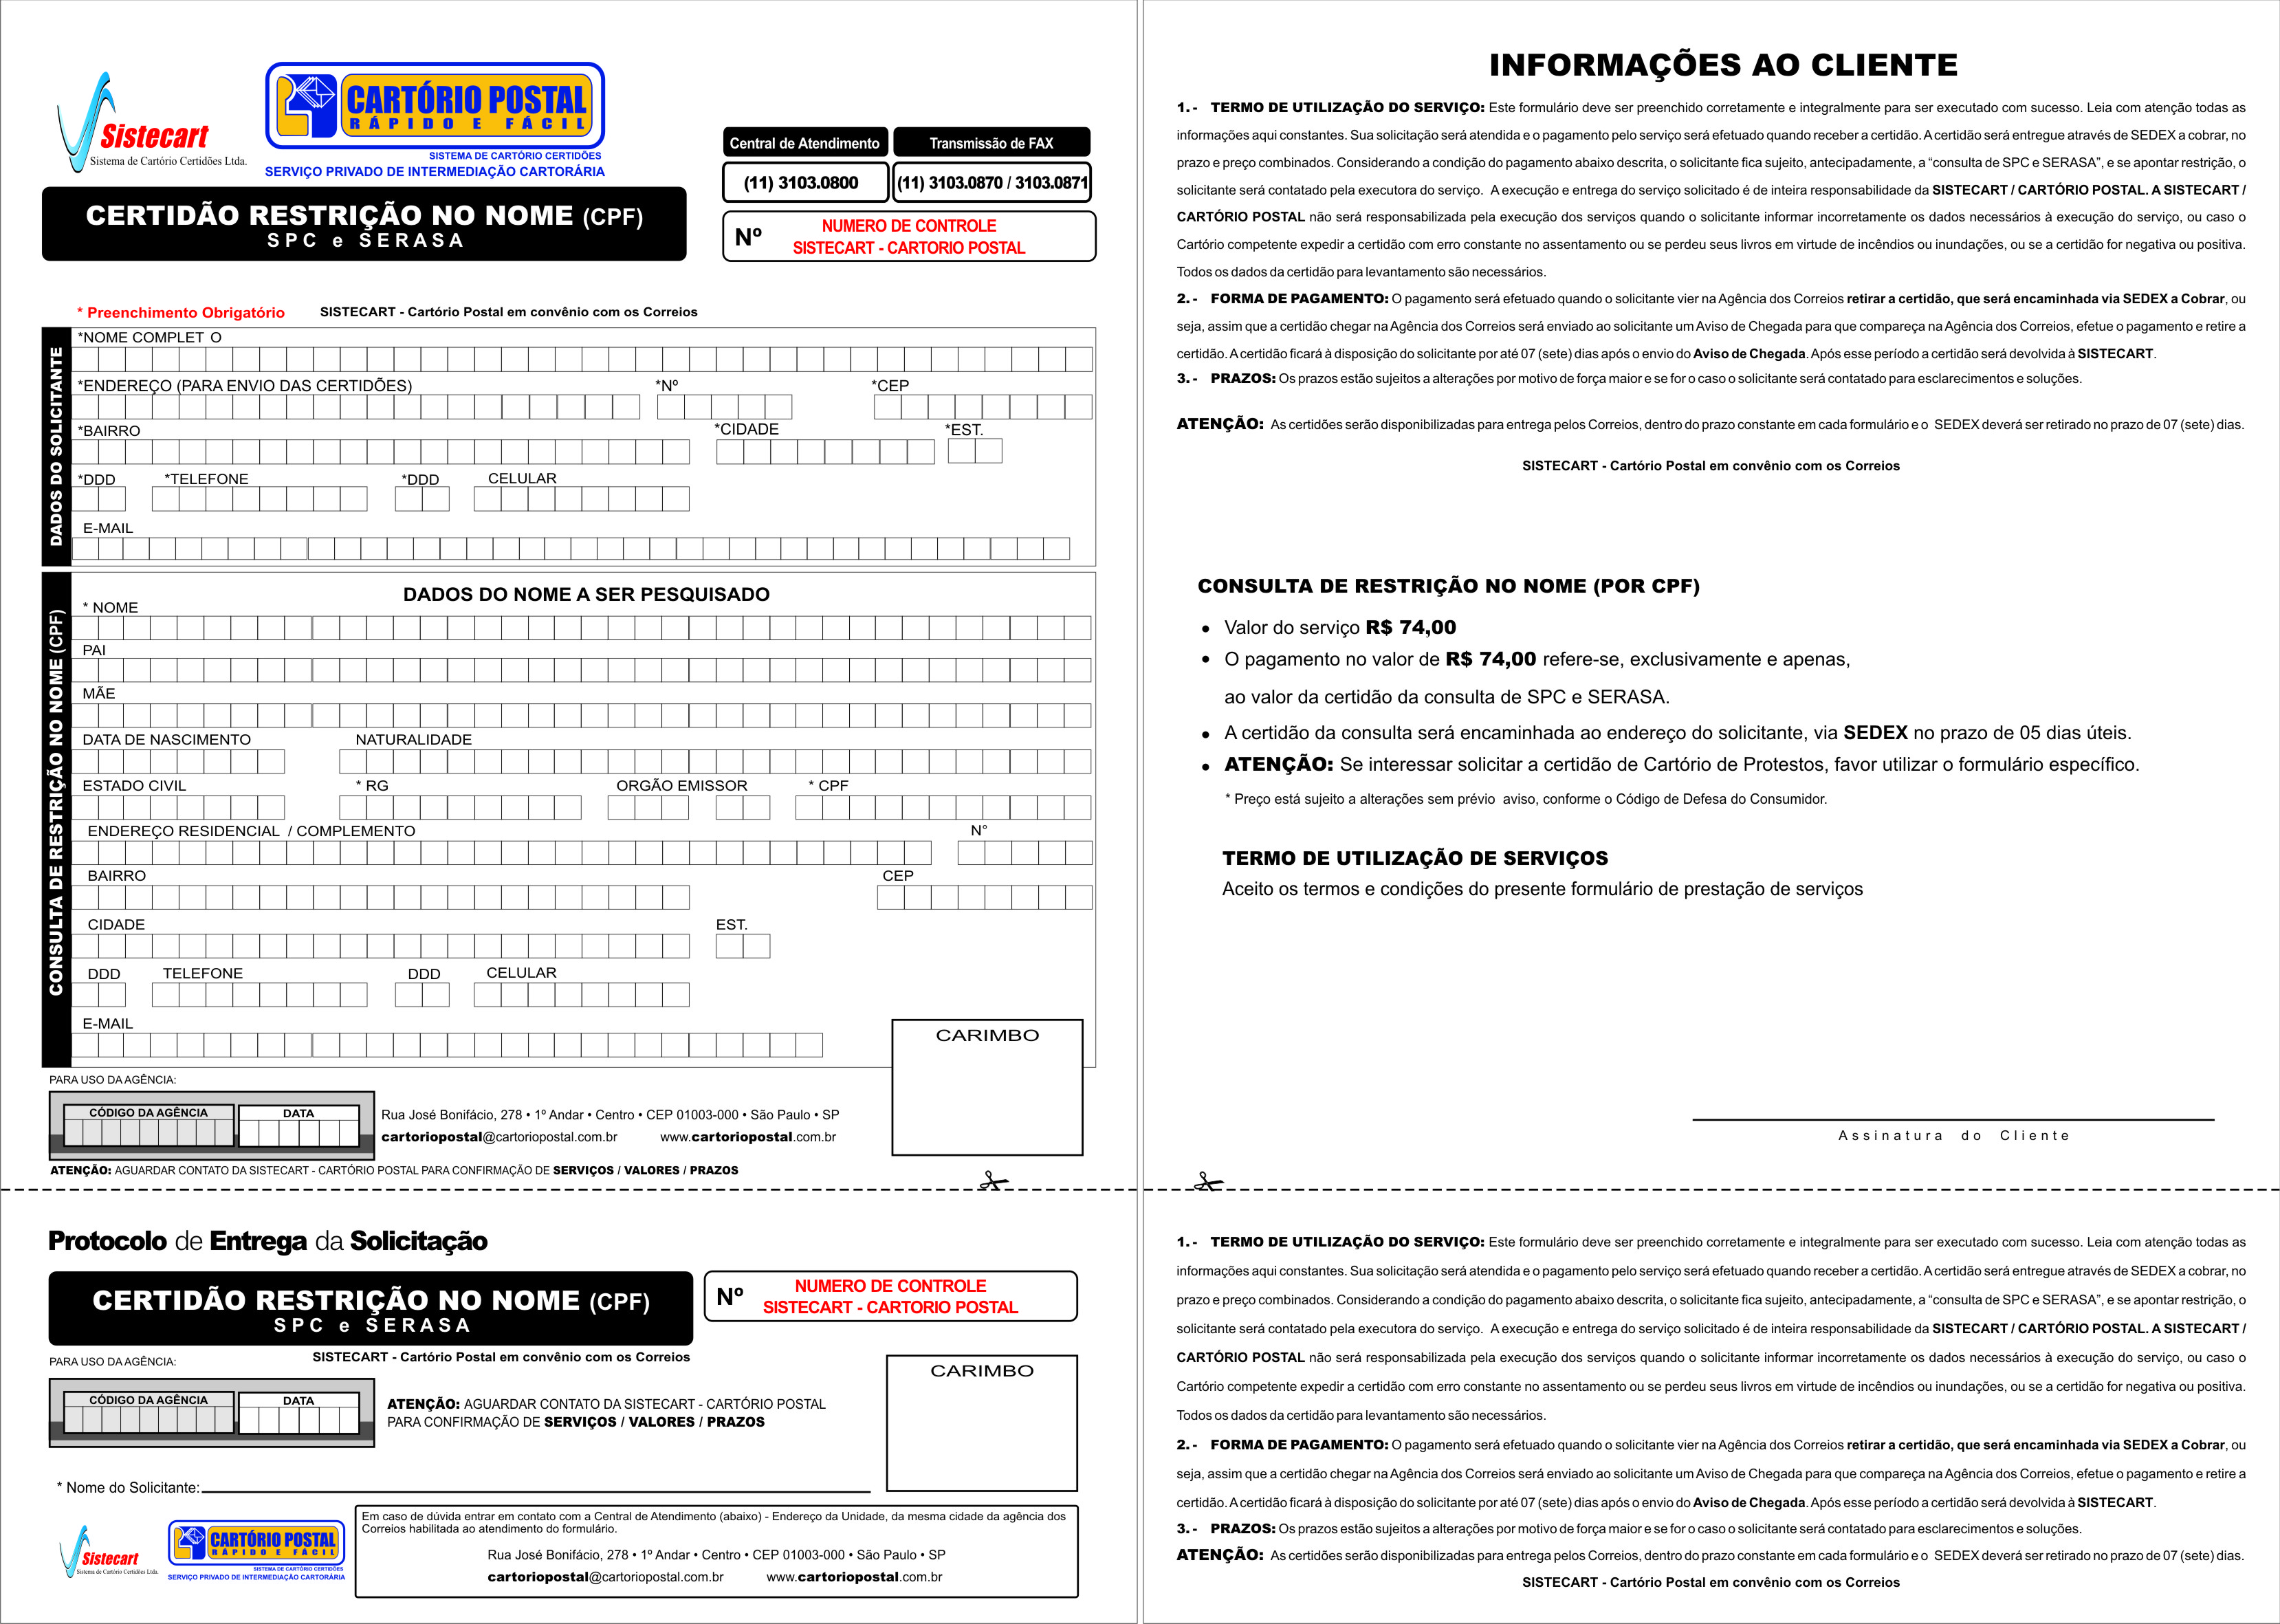 Sistecart
Sistema de Cartório Certidões Ltda.
CARTÓRIO POSTAL
RÁPIDO E FÁCIL
SISTEMA DE CARTÓRIO CERTIDÕES
SERVIÇO PRIVADO DE INTERMEDIAÇÃO CARTORÁRIA
Central de Atendimento
Transmissão de FAX
(11) 3103.0800
(11) 3103.0870 / 3103.0871
CERTIDÃO RESTRIÇÃO NO NOME (CPF)
SPC e SERASA
Nº
NUMERO DE CONTROLE
SISTECART - CARTORIO POSTAL
* Preenchimento Obrigatório
SISTECART - Cartório Postal em convênio com os Correios
DADOS DO SOLICITANTE
*NOME COMPLET O
*ENDEREÇO (PARA ENVIO DAS CERTIDÕES) *Nº *CEP
*BAIRRO *CIDADE *EST.
*DDD *TELEFONE *DDD CELULAR
E-MAIL
CONSULTA DE RESTRIÇÃO NO NOME (CPF)
DADOS DO NOME A SER PESQUISADO
* NOME
PAI
MÃE
DATA DE NASCIMENTO NATURALIDADE
ESTADO CIVIL * RG ORGÃO EMISSOR * CPF
ENDEREÇO RESIDENCIAL / COMPLEMENTO N°
BAIRRO CEP
CIDADE EST.
DDD TELEFONE DDD CELULAR
E-MAIL
CARIMBO
PARA USO DA AGÊNCIA:
CÓDIGO DA AGÊNCIA DATA
Rua José Bonifácio, 278 • 1º Andar • Centro • CEP 01003-000 • São Paulo • SP
cartoriopostal@cartoriopostal.com.br www.cartoriopostal.com.br
ATENÇÃO: AGUARDAR CONTATO DA SISTECART - CARTÓRIO POSTAL PARA CONFIRMAÇÃO DE SERVIÇOS / VALORES / PRAZOS
Protocolo de Entrega da Solicitação
CERTIDÃO RESTRIÇÃO NO NOME (CPF)
SPC e SERASA
Nº
NUMERO DE CONTROLE
SISTECART - CARTORIO POSTAL
PARA USO DA AGÊNCIA:
SISTECART - Cartório Postal em convênio com os Correios
CARIMBO
CÓDIGO DA AGÊNCIA DATA
ATENÇÃO: AGUARDAR CONTATO DA SISTECART - CARTÓRIO POSTAL
PARA CONFIRMAÇÃO DE SERVIÇOS / VALORES / PRAZOS
* Nome do Solicitante:
Sistecart
Sistema de Cartório Certidões Ltda.
CARTÓRIO POSTAL
RÁPIDO E FÁCIL
SISTEMA DE CARTÓRIO CERTIDÕES
SERVIÇO PRIVADO DE INTERMEDIAÇÃO CARTORÁRIA
Em caso de dúvida entrar em contato com a Central de Atendimento (abaixo) - Endereço da Unidade, da mesma cidade da agência dos
Correios habilitada ao atendimento do formulário.
Rua José Bonifácio, 278 • 1º Andar • Centro • CEP 01003-000 • São Paulo • SP
cartoriopostal@cartoriopostal.com.br www.cartoriopostal.com.br
INFORMAÇÕES AO CLIENTE
1.- TERMO DE UTILIZAÇÃO DO SERVIÇO: Este formulário deve ser preenchido corretamente e integralmente para ser executado com sucesso. Leia com atenção todas as
informações aqui constantes. Sua solicitação será atendida e o pagamento pelo serviço será efetuado quando receber a certidão. A certidão será entregue através de SEDEX a cobrar, no
prazo e preço combinados. Considerando a condição do pagamento abaixo descrita, o solicitante fica sujeito, antecipadamente, a “consulta de SPC e SERASA”, e se apontar restrição, o
solicitante será contatado pela executora do serviço. A execução e entrega do serviço solicitado é de inteira responsabilidade da SISTECART / CARTÓRIO POSTAL. A SISTECART /
CARTÓRIO POSTAL não será responsabilizada pela execução dos serviços quando o solicitante informar incorretamente os dados necessários à execução do serviço, ou caso o
Cartório competente expedir a certidão com erro constante no assentamento ou se perdeu seus livros em virtude de incêndios ou inundações, ou se a certidão for negativa ou positiva.
Todos os dados da certidão para levantamento são necessários.
2.- FORMA DE PAGAMENTO: O pagamento será efetuado quando o solicitante vier na Agência dos Correios retirar a certidão, que será encaminhada via SEDEX a Cobrar, ou
seja, assim que a certidão chegar na Agência dos Correios será enviado ao solicitante um Aviso de Chegada para que compareça na Agência dos Correios, efetue o pagamento e retire a
certidão. A certidão ficará à disposição do solicitante por até 07 (sete) dias após o envio do Aviso de Chegada. Após esse período a certidão será devolvida à SISTECART.
3.- PRAZOS: Os prazos estão sujeitos a alterações por motivo de força maior e se for o caso o solicitante será contatado para esclarecimentos e soluções.
ATENÇÃO: As certidões serão disponibilizadas para entrega pelos Correios, dentro do prazo constante em cada formulário e o SEDEX deverá ser retirado no prazo de 07 (sete) dias.
SISTECART - Cartório Postal em convênio com os Correios
CONSULTA DE RESTRIÇÃO NO NOME (POR CPF)
• Valor do serviço R$ 74,00
• O pagamento no valor de R$ 74,00 refere-se, exclusivamente e apenas,
ao valor da certidão da consulta de SPC e SERASA.
• A certidão da consulta será encaminhada ao endereço do solicitante, via SEDEX no prazo de 05 dias úteis.
• ATENÇÃO: Se interessar solicitar a certidão de Cartório de Protestos, favor utilizar o formulário específico.
* Preço está sujeito a alterações sem prévio aviso, conforme o Código de Defesa do Consumidor.
TERMO DE UTILIZAÇÃO DE SERVIÇOS
Aceito os termos e condições do presente formulário de prestação de serviços
Assinatura do Cliente
1.- TERMO DE UTILIZAÇÃO DO SERVIÇO: Este formulário deve ser preenchido corretamente e integralmente para ser executado com sucesso. Leia com atenção todas as
informações aqui constantes. Sua solicitação será atendida e o pagamento pelo serviço será efetuado quando receber a certidão. A certidão será entregue através de SEDEX a cobrar, no
prazo e preço combinados. Considerando a condição do pagamento abaixo descrita, o solicitante fica sujeito, antecipadamente, a “consulta de SPC e SERASA”, e se apontar restrição, o
solicitante será contatado pela executora do serviço. A execução e entrega do serviço solicitado é de inteira responsabilidade da SISTECART / CARTÓRIO POSTAL. A SISTECART /
CARTÓRIO POSTAL não será responsabilizada pela execução dos serviços quando o solicitante informar incorretamente os dados necessários à execução do serviço, ou caso o
Cartório competente expedir a certidão com erro constante no assentamento ou se perdeu seus livros em virtude de incêndios ou inundações, ou se a certidão for negativa ou positiva.
Todos os dados da certidão para levantamento são necessários.
2.- FORMA DE PAGAMENTO: O pagamento será efetuado quando o solicitante vier na Agência dos Correios retirar a certidão, que será encaminhada via SEDEX a Cobrar, ou
seja, assim que a certidão chegar na Agência dos Correios será enviado ao solicitante um Aviso de Chegada para que compareça na Agência dos Correios, efetue o pagamento e retire a
certidão. A certidão ficará à disposição do solicitante por até 07 (sete) dias após o envio do Aviso de Chegada. Após esse período a certidão será devolvida à SISTECART.
3.- PRAZOS: Os prazos estão sujeitos a alterações por motivo de força maior e se for o caso o solicitante será contatado para esclarecimentos e soluções.
ATENÇÃO: As certidões serão disponibilizadas para entrega pelos Correios, dentro do prazo constante em cada formulário e o SEDEX deverá ser retirado no prazo de 07 (sete) dias.
SISTECART - Cartório Postal em convênio com os Correios